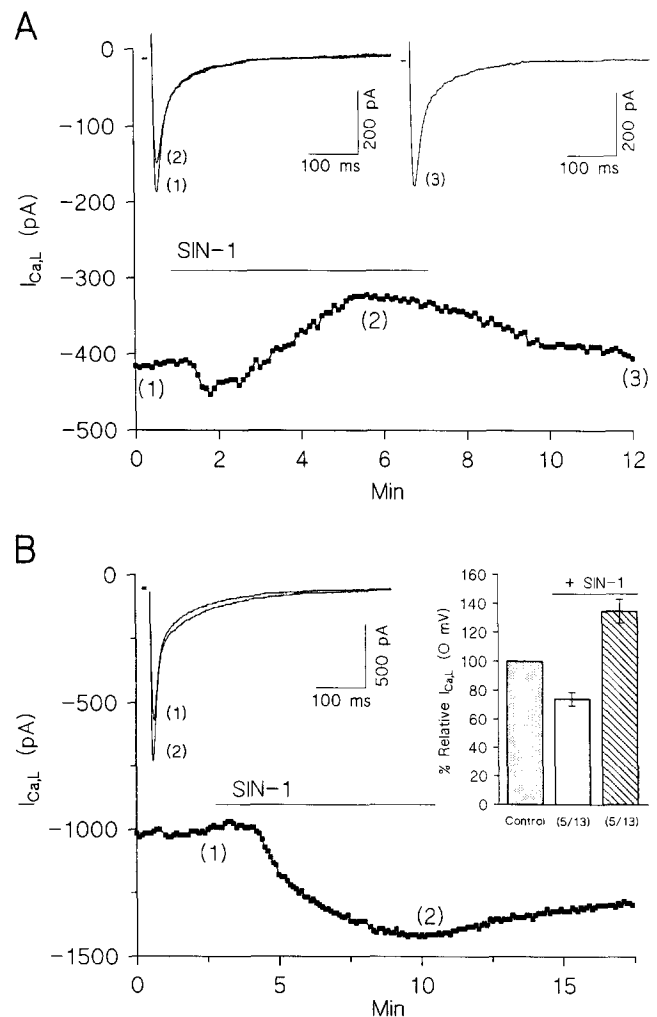 A
0
-100
-200
-300
-400
-500
I_Ca,L (pA)
(2)
(1)
100 ms
200 pA
(3)
100 ms
200 pA
SIN-1
(1)
(2)
(3)
0 2 4 6 8 10 12
Min
B
0
-500
-1000
-1500
I_Ca,L (pA)
(1)
(2)
100 ms
500 pA
SIN-1
(1)
(2)
0 5 10 15
Min
+ SIN-1
160
140
120
100
80
60
40
20
0
% Relative I_Ca,L (0 mV)
Control (5/13) (5/13)